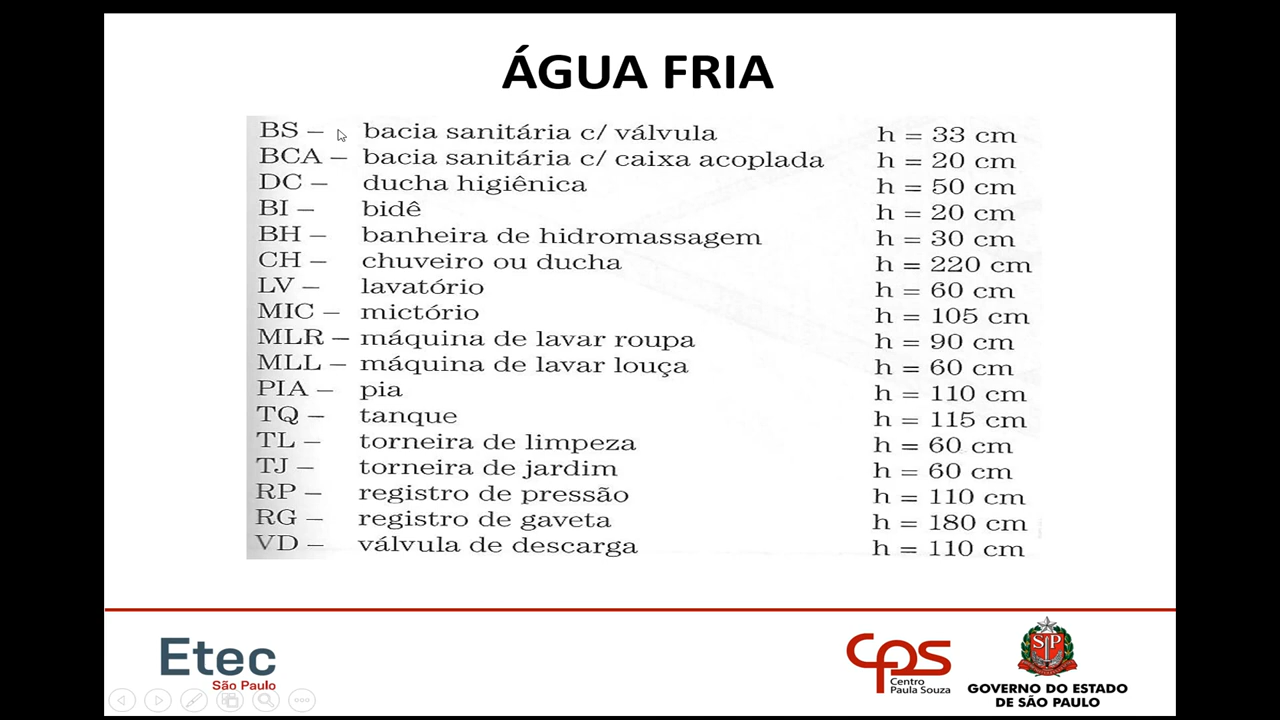 ÁGUA FRIA
BS – bacia sanitária c/ válvula h = 33 cm
BCA – bacia sanitária c/ caixa acoplada h = 20 cm
DC – ducha higiênica h = 50 cm
BI – bidê h = 20 cm
BH – banheira de hidromassagem h = 30 cm
CH – chuveiro ou ducha h = 220 cm
LV – lavatório h = 60 cm
MIC – mictório h = 105 cm
MLR – máquina de lavar roupa h = 90 cm
MLL – máquina de lavar louça h = 60 cm
PIA – pia h = 110 cm
TQ – tanque h = 115 cm
TL – torneira de limpeza h = 60 cm
TJ – torneira de jardim h = 60 cm
RP – registro de pressão h = 110 cm
RG – registro de gaveta h = 180 cm
VD – válvula de descarga h = 110 cm
Etec
São Paulo
CPS
Centro
Paula Souza
SP
GOVERNO DO ESTADO
DE SÃO PAULO